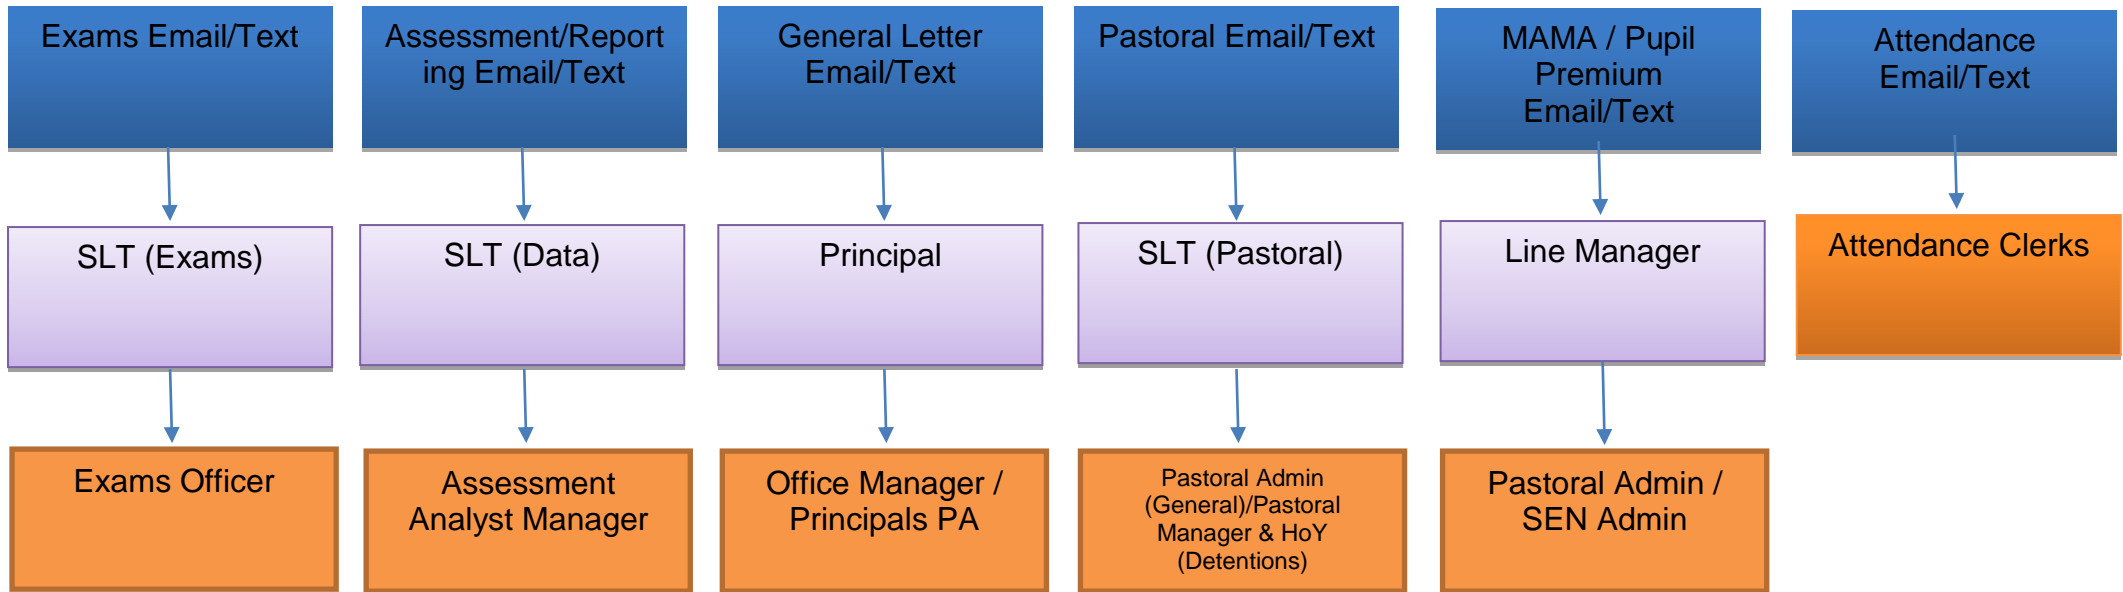 Exams Email/Text
Assessment/Report
ing Email/Text
General Letter
Email/Text
Pastoral Email/Text
MAMA / Pupil
Premium
Email/Text
Attendance
Email/Text
SLT (Exams)
SLT (Data)
Principal
SLT (Pastoral)
Line Manager
Attendance Clerks
Exams Officer
Assessment
Analyst Manager
Office Manager /
Principals PA
Pastoral Admin
(General)/Pastoral
Manager & HoY
(Detentions)
Pastoral Admin /
SEN Admin